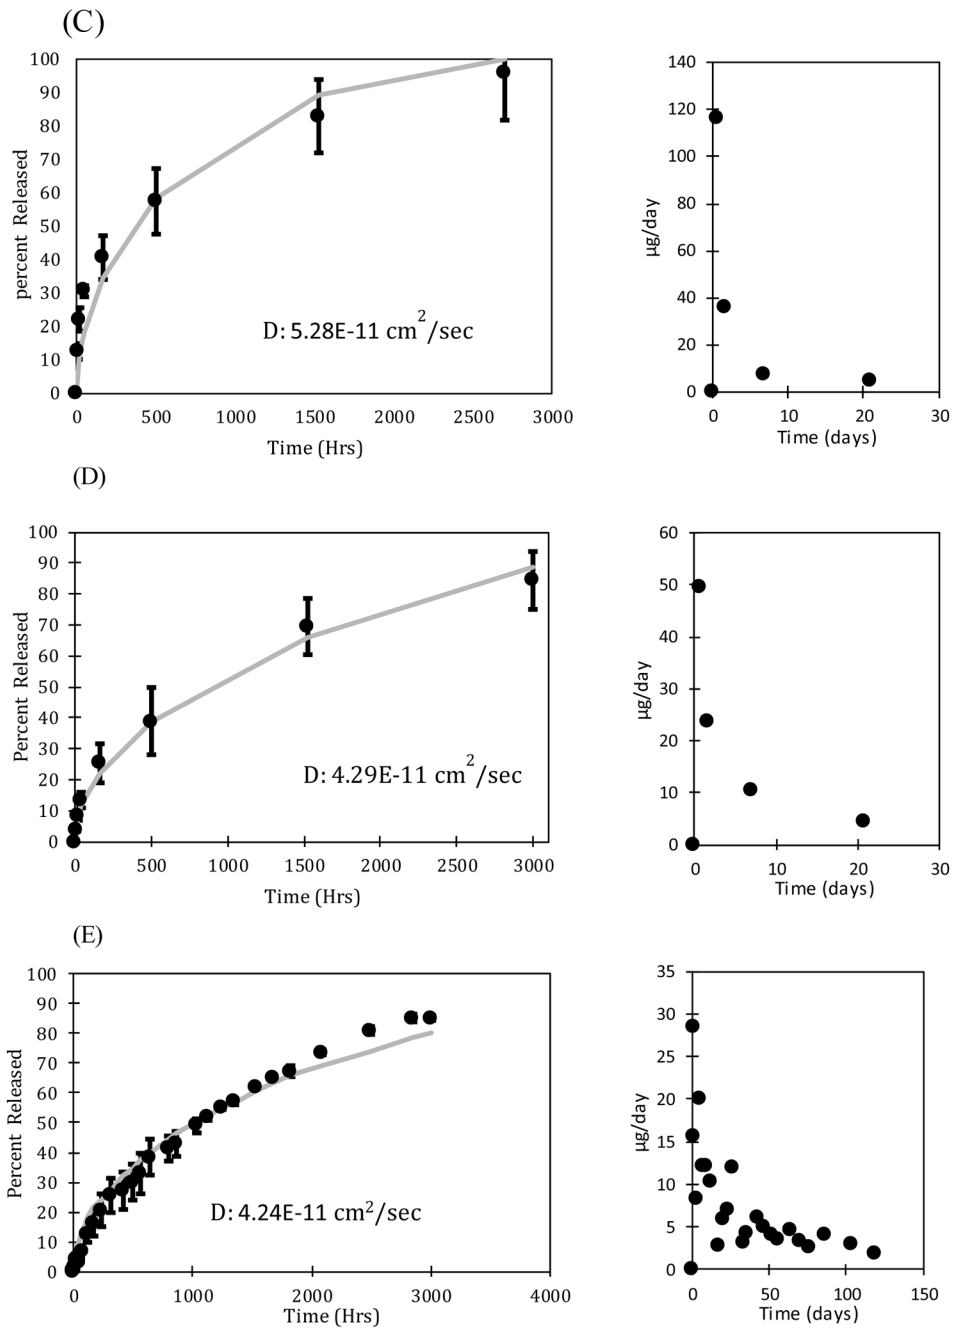 (C)
100
90
80
70
60
50
40
30
20
10
0
percent Released
D: 5.28E-11 cm2/sec
0 500 1000 1500 2000 2500 3000
Time (Hrs)
140
120
100
80
60
40
20
0
µg/day
0 10 20 30
Time (days)
(D)
100
90
80
70
60
50
40
30
20
10
0
Percent Released
D: 4.29E-11 cm2/sec
0 500 1000 1500 2000 2500 3000
Time (Hrs)
60
50
40
30
20
10
0
µg/day
0 10 20 30
Time (days)
(E)
100
90
80
70
60
50
40
30
20
10
0
Percent Released
D: 4.24E-11 cm2/sec
0 1000 2000 3000 4000
Time (Hrs)
35
30
25
20
15
10
5
0
µg/day
0 50 100 150
Time (days)